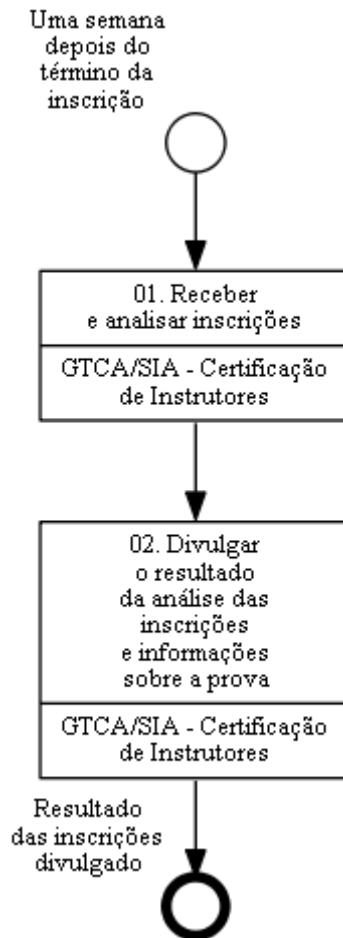 Uma semana
depois do
término da
inscrição
01. Receber
e analisar inscrições
GTCA/SIA - Certificação
de Instrutores
02. Divulgar
o resultado
da análise das
inscrições
e informações
sobre a prova
GTCA/SIA - Certificação
de Instrutores
Resultado
das inscrições
divulgado